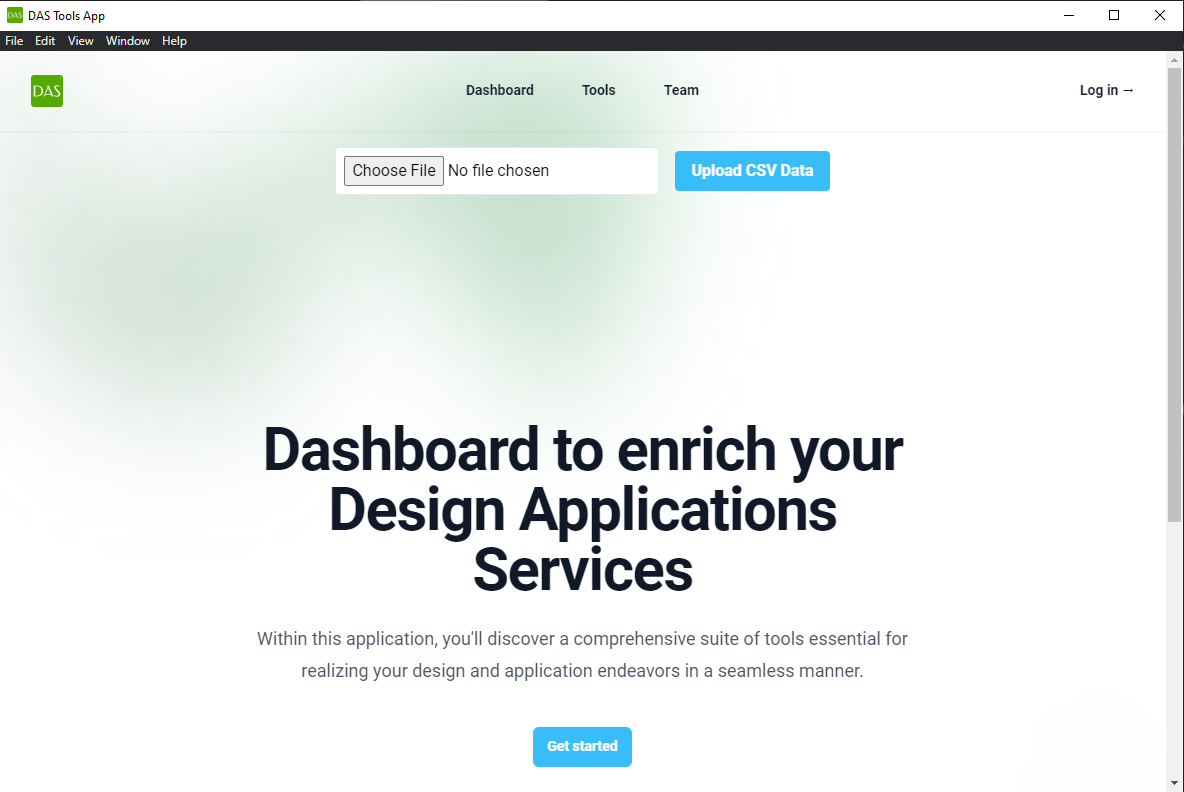 DAS DAS Tools App
File Edit View Window Help
DAS Dashboard Tools Team Log in →
Choose File No file chosen Upload CSV Data
Dashboard to enrich your
Design Applications
Services
Within this application, you'll discover a comprehensive suite of tools essential for
realizing your design and application endeavors in a seamless manner.
Get started